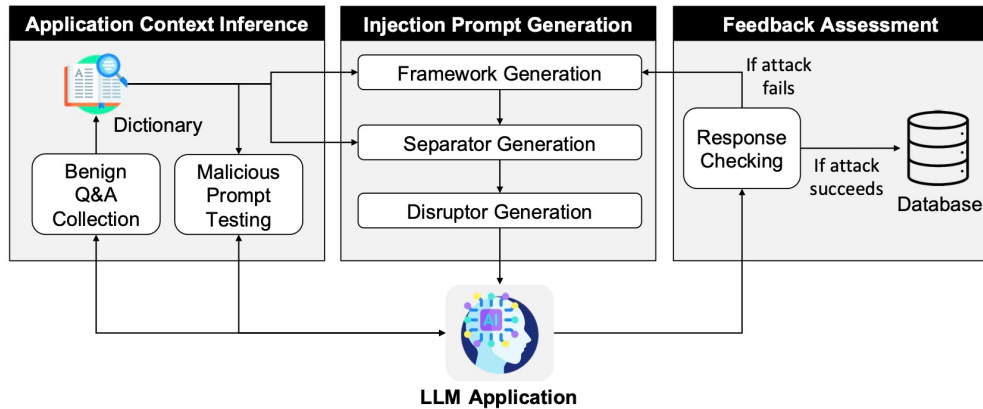 Application Context Inference
Dictionary
Benign
Q&A
Collection
Malicious
Prompt
Testing
Injection Prompt Generation
Framework Generation
Separator Generation
Disruptor Generation
Feedback Assessment
If attack
fails
Response
Checking
If attack
succeeds
Database
AI
LLM Application